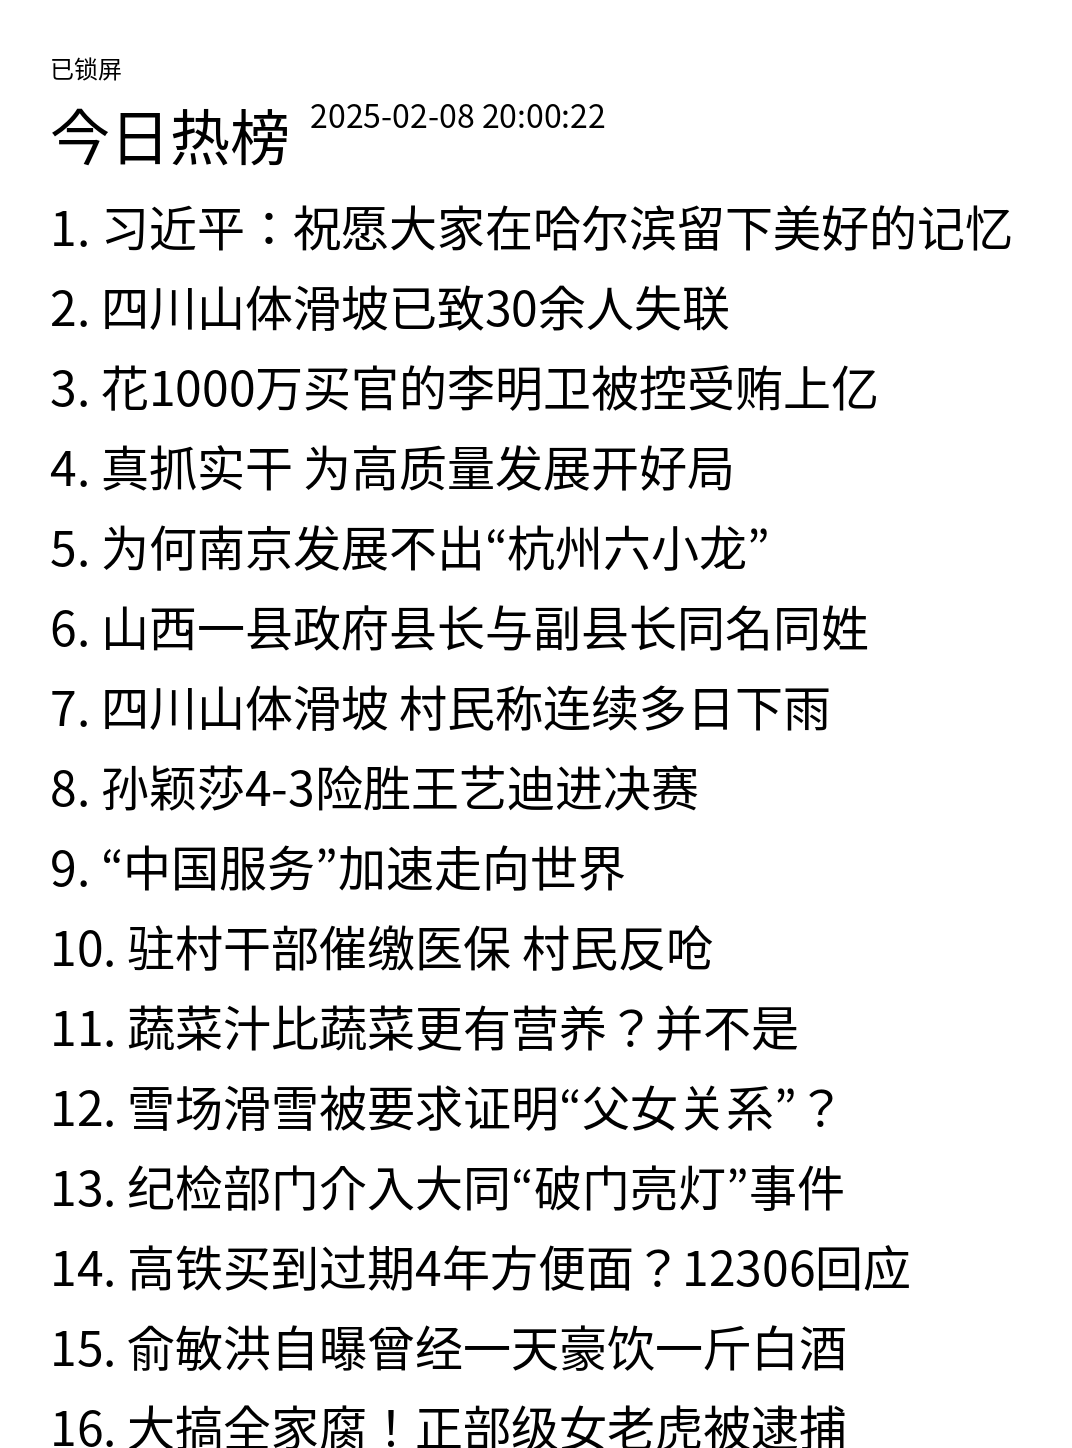 已锁屏
今日热榜 2025-02-08 20:00:22
1. 习近平：祝愿大家在哈尔滨留下美好的记忆
2. 四川山体滑坡已致30余人失联
3. 花1000万买官的李明卫被控受贿上亿
4. 真抓实干 为高质量发展开好局
5. 为何南京发展不出“杭州六小龙”
6. 山西一县政府县长与副县长同名同姓
7. 四川山体滑坡 村民称连续多日下雨
8. 孙颖莎4-3险胜王艺迪进决赛
9. “中国服务”加速走向世界
10. 驻村干部催缴医保 村民反呛
11. 蔬菜汁比蔬菜更有营养？并不是
12. 雪场滑雪被要求证明“父女关系”？
13. 纪检部门介入大同“破门亮灯”事件
14. 高铁买到过期4年方便面？12306回应
15. 俞敏洪自曝曾经一天豪饮一斤白酒
16. 大搞全家腐！正部级女老虎被逮捕